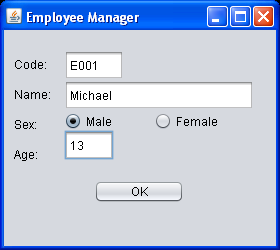 Employee Manager
Code: E001
Name: Michael
Sex: Male Female
Age: 13
OK